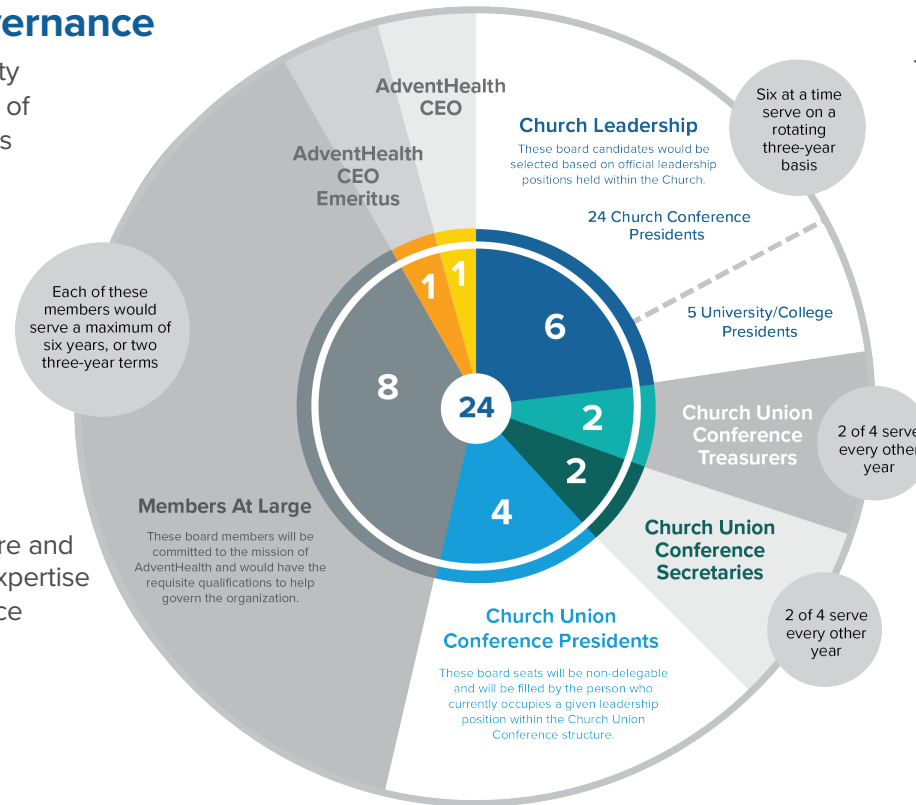 vernance
ty
of
s
AdventHealth
CEO
AdventHealth
CEO
Emeritus
Church Leadership
These board candidates would be
selected based on official leadership
positions held within the Church.
Six at a time
serve on a
rotating
three-year
basis
24 Church Conference
Presidents
5 University/College
Presidents
Each of these
members would
serve a maximum of
six years, or two
three-year terms
1
1
6
8
24
2
2
4
Church Union
Conference
Treasurers
2 of 4 serve
every other
year
Church Union
Conference
Secretaries
2 of 4 serve
every other
year
Members At Large
These board members will be
committed to the mission of
AdventHealth and would have the
requisite qualifications to help
govern the organization.
re and
xpertise
ce
Church Union
Conference Presidents
These board seats will be non-delegable
and will be filled by the person who
currently occupies a given leadership
position within the Church Union
Conference structure.